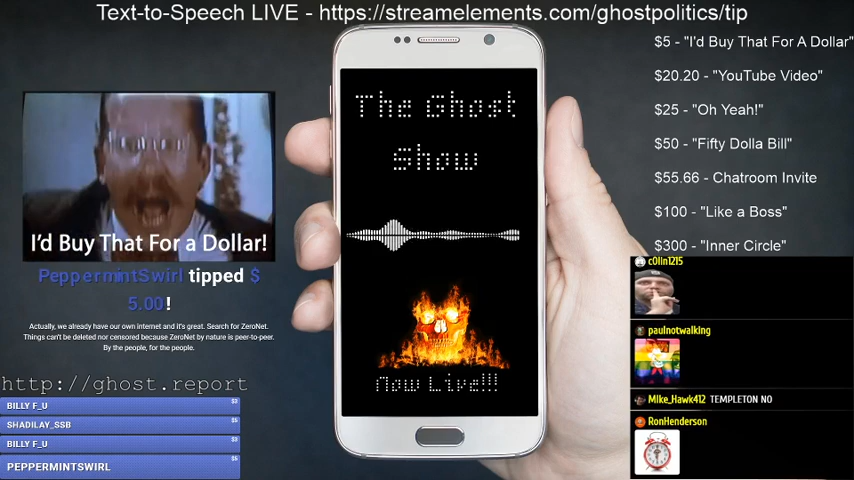 Text-to-Speech LIVE - https://streamelements.com/ghostpolitics/tip
I'd Buy That For a Dollar!
PeppermintSwirl tipped $
5.00!
Actually, we already have our own internet and it's great. Search for ZeroNet.
Things can't be deleted nor censored because ZeroNet by nature is peer-to-peer.
By the people, for the people.
http://ghost.report
BILLY F_U $3
SHADILAY_SSB $5
BILLY F_U $3
PEPPERMINTSWIRL $5
The Ghost
Show
Now Live!!!
$5 - "I'd Buy That For A Dollar"
$20.20 - "YouTube Video"
$25 - "Oh Yeah!"
$50 - "Fifty Dolla Bill"
$55.66 - Chatroom Invite
$100 - "Like a Boss"
$300 - "Inner Circle"
c0lin1215
paulnotwalking
Mike_Hawk412 TEMPLETON NO
RonHenderson